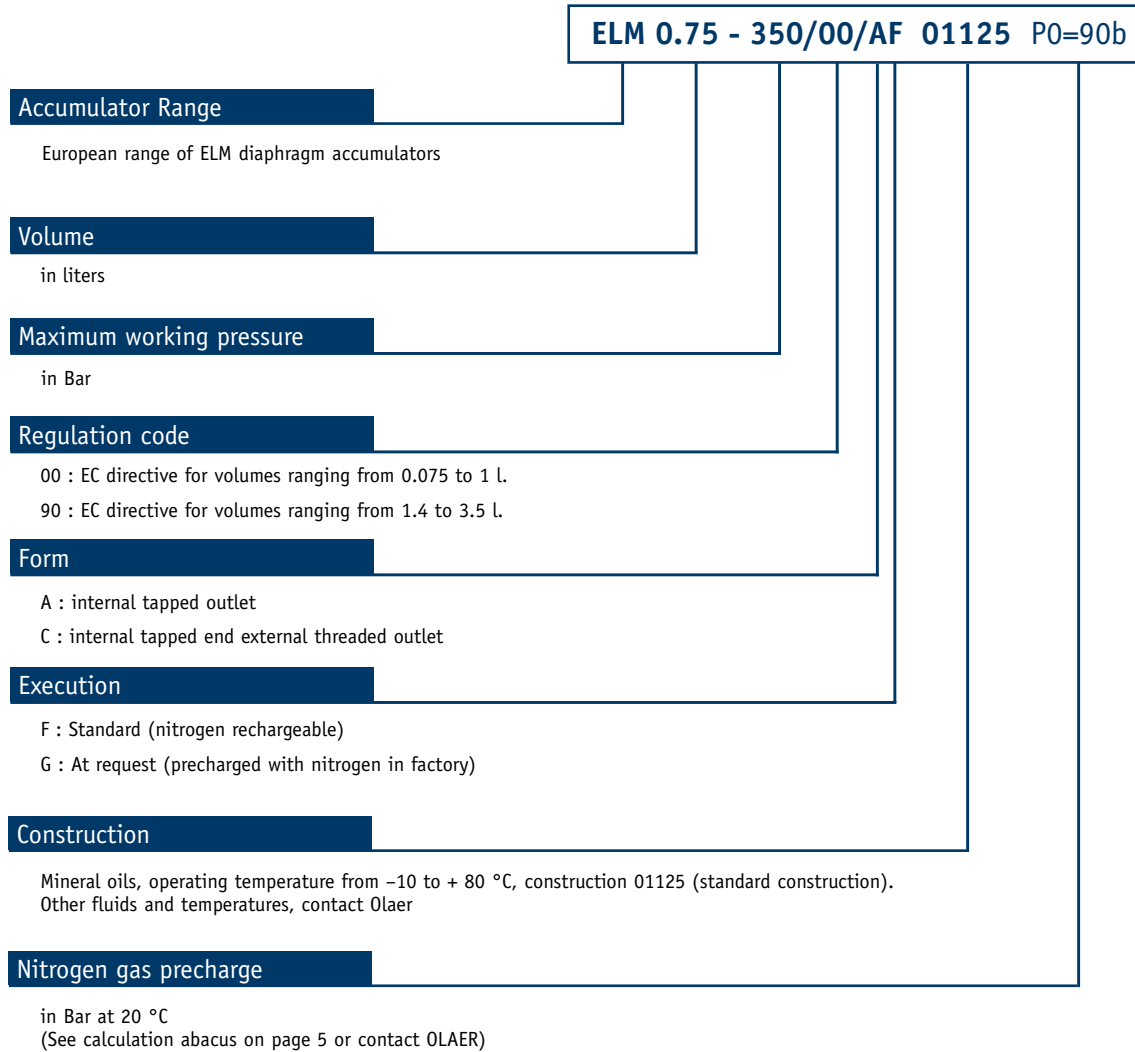 ELM 0.75 - 350/00/AF 01125 P0=90b
Accumulator Range
European range of ELM diaphragm accumulators
Volume
in liters
Maximum working pressure
in Bar
Regulation code
00 : EC directive for volumes ranging from 0.075 to 1 l.
90 : EC directive for volumes ranging from 1.4 to 3.5 l.
Form
A : internal tapped outlet
C : internal tapped end external threaded outlet
Execution
F : Standard (nitrogen rechargeable)
G : At request (precharged with nitrogen in factory)
Construction
Mineral oils, operating temperature from –10 to + 80 °C, construction 01125 (standard construction).
Other fluids and temperatures, contact Olaer
Nitrogen gas precharge
in Bar at 20 °C
(See calculation abacus on page 5 or contact OLAER)